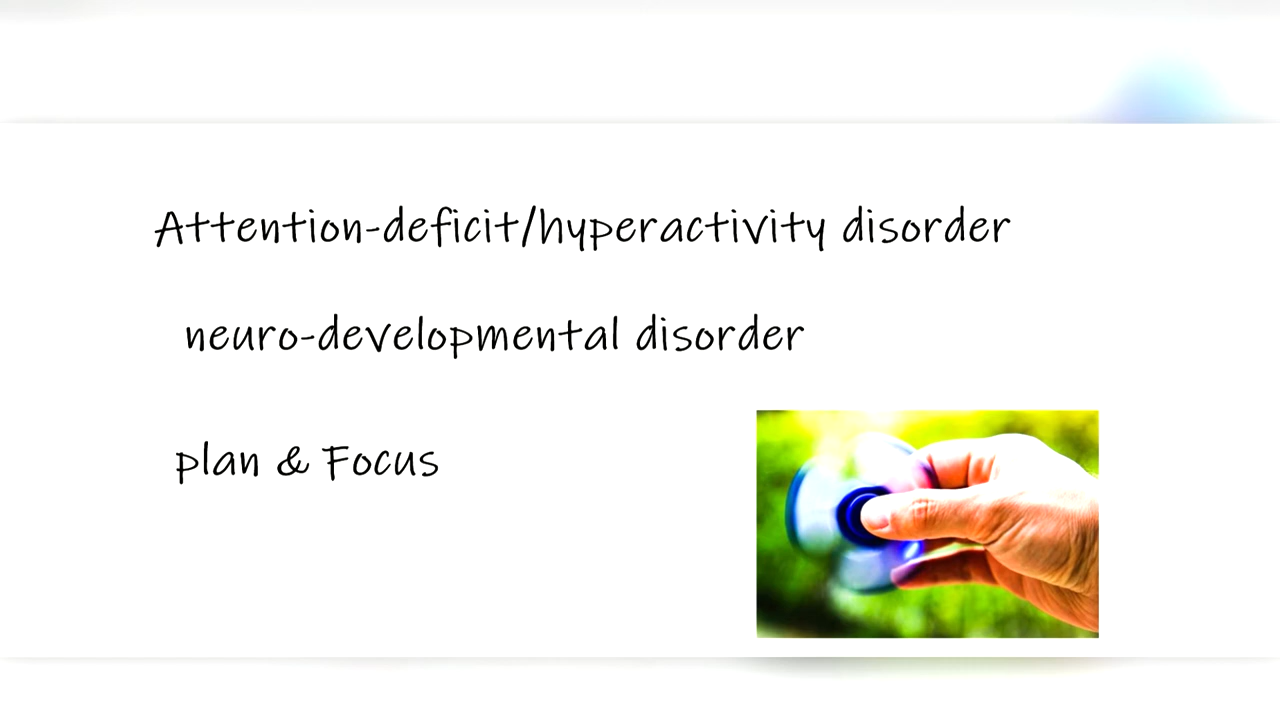 Attention-deficit/hyperactivity disorder
neuro-developmental disorder
plan & Focus